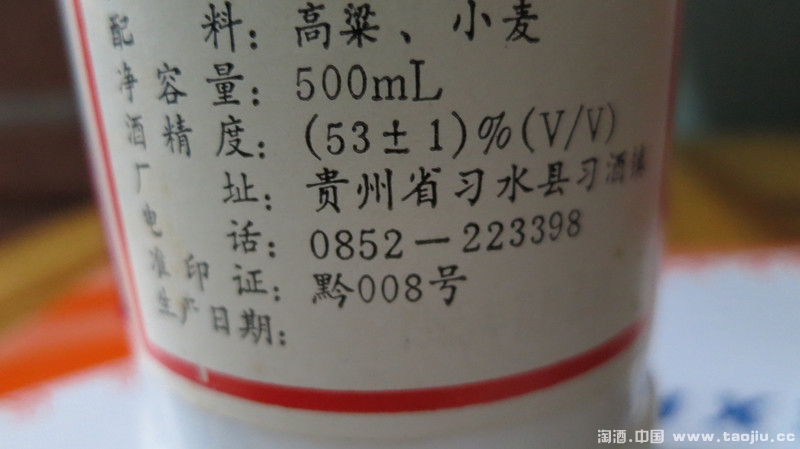 配料：高粱、小麦
净容量：500mL
酒精度：(53±1)%(V/V)
厂址：贵州省习水县习酒镇
电话：0852—223398
准印证：黔008号
生产日期：
淘酒.中国 www.taojiu.cc